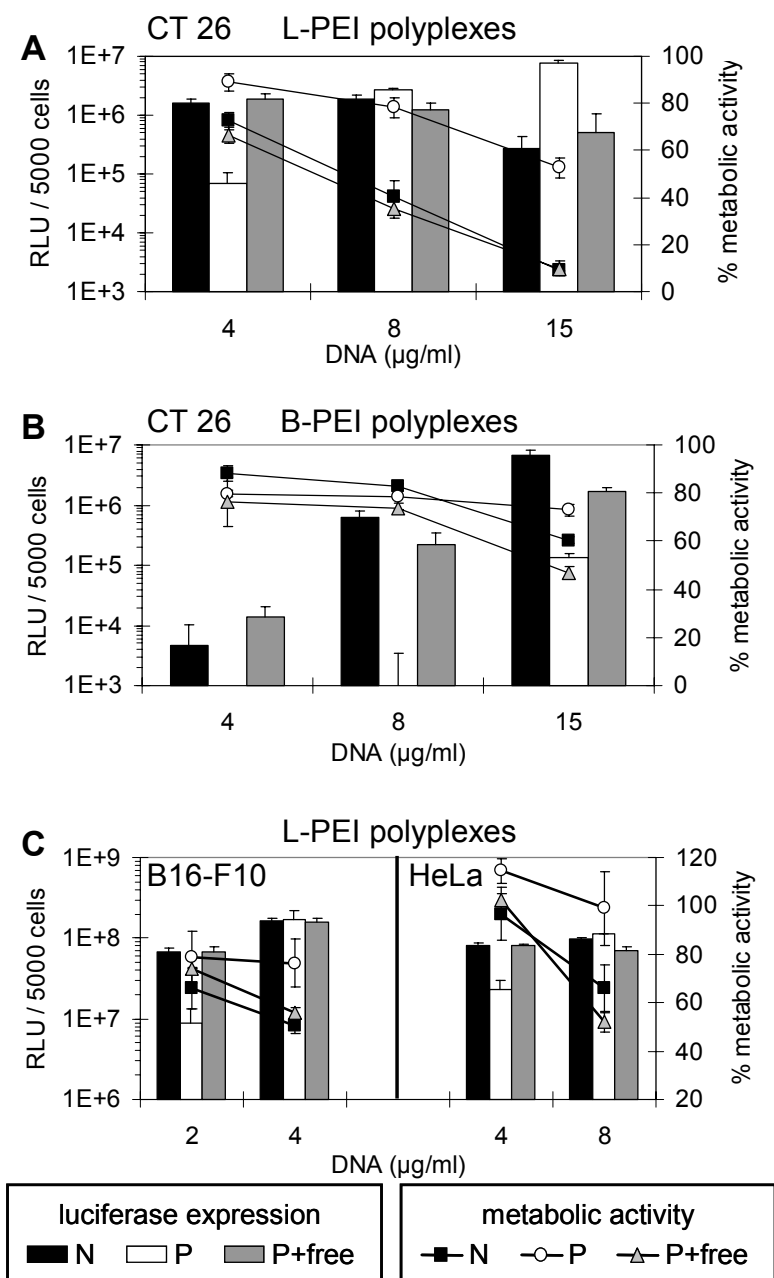 A
CT 26 L-PEI polyplexes
1E+7
1E+6
1E+5
1E+4
1E+3
RLU / 5000 cells
100
80
60
40
20
0
% metabolic activity
4 8 15
DNA (µg/ml)
B
CT 26 B-PEI polyplexes
1E+7
1E+6
1E+5
1E+4
1E+3
RLU / 5000 cells
100
80
60
40
20
0
% metabolic activity
4 8 15
DNA (µg/ml)
C
L-PEI polyplexes
B16-F10 HeLa
1E+9
1E+8
1E+7
1E+6
RLU / 5000 cells
120
100
80
60
40
20
% metabolic activity
2 4 4 8
DNA (µg/ml)
luciferase expression
N P P+free
metabolic activity
N P P+free